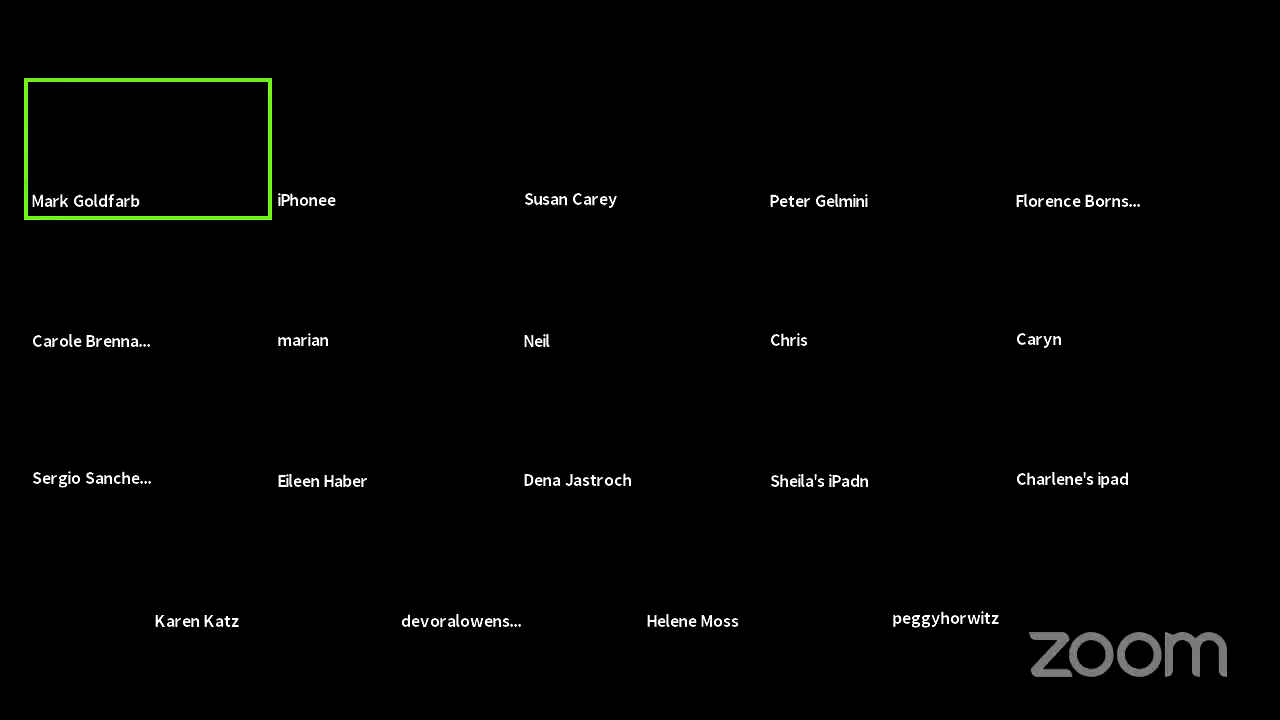 Mark Goldfarb
iPhonee
Susan Carey
Peter Gelmini
Florence Borns...
Carole Brenna...
marian
Neil
Chris
Caryn
Sergio Sanche...
Eileen Haber
Dena Jastroch
Sheila's iPadn
Charlene's ipad
Karen Katz
devoralowens...
Helene Moss
peggyhorwitz
zoom